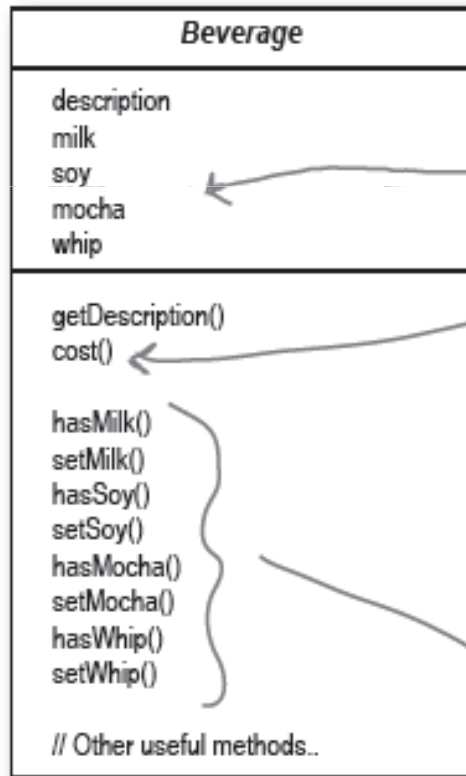 Beverage
description
milk
soy
mocha
whip
getDescription()
cost()
hasMilk()
setMilk()
hasSoy()
setSoy()
hasMocha()
setMocha()
hasWhip()
setWhip()
// Other useful methods..